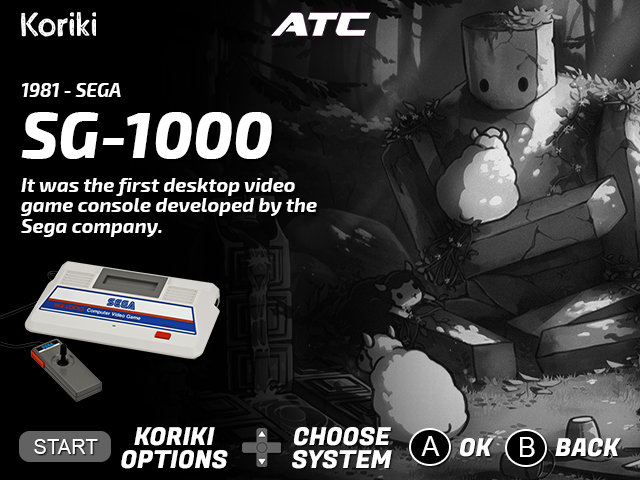 Koriki
ATC
1981 - SEGA
SG-1000
It was the first desktop video
game console developed by the
Sega company.
SEGA
Computer Video Game
START
KORIKI
OPTIONS
CHOOSE
SYSTEM
A OK
B BACK